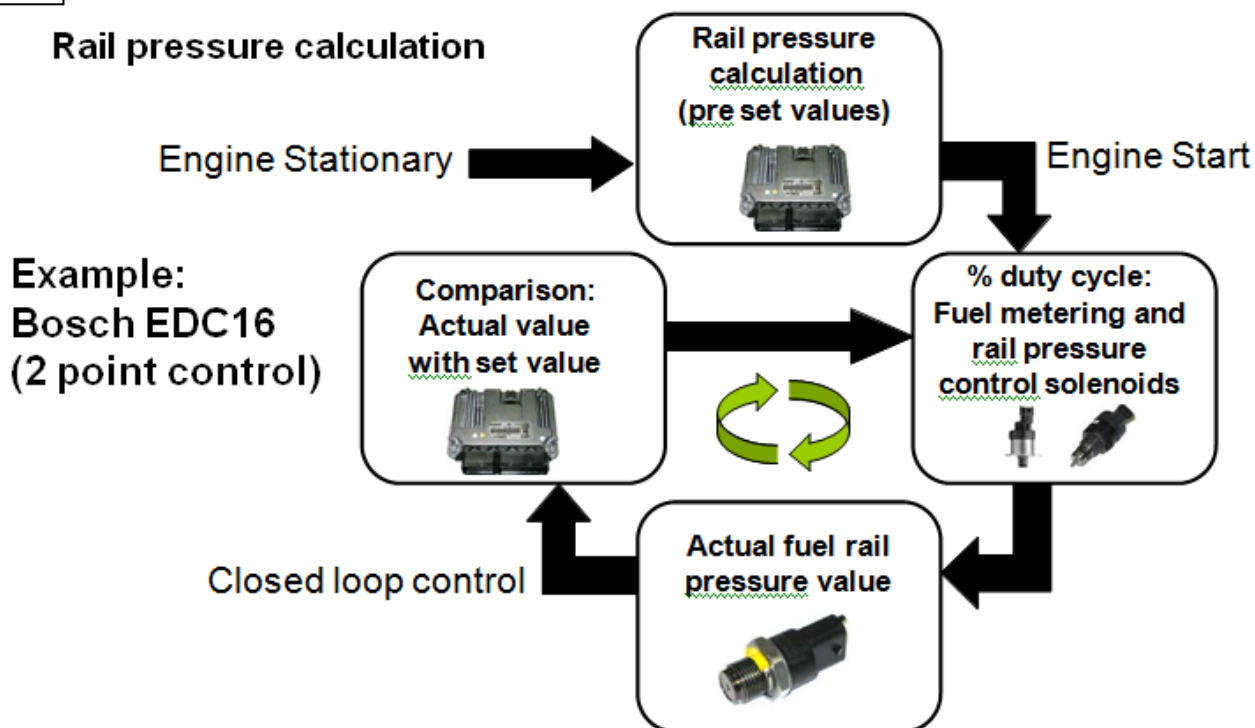 Rail pressure calculation
Rail pressure
calculation
(pre set values)
Engine Stationary
Engine Start
Example:
Bosch EDC16
(2 point control)
Comparison:
Actual value
with set value
% duty cycle:
Fuel metering and
rail pressure
control solenoids
Actual fuel rail
pressure value
Closed loop control